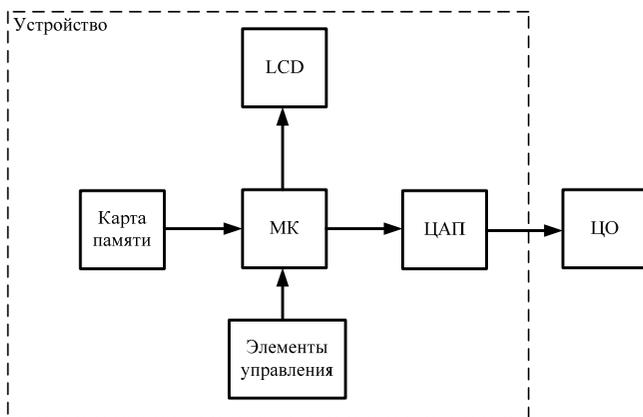 Устройство
LCD
Карта
памяти
МК
ЦАП
ЦО
Элементы
управления